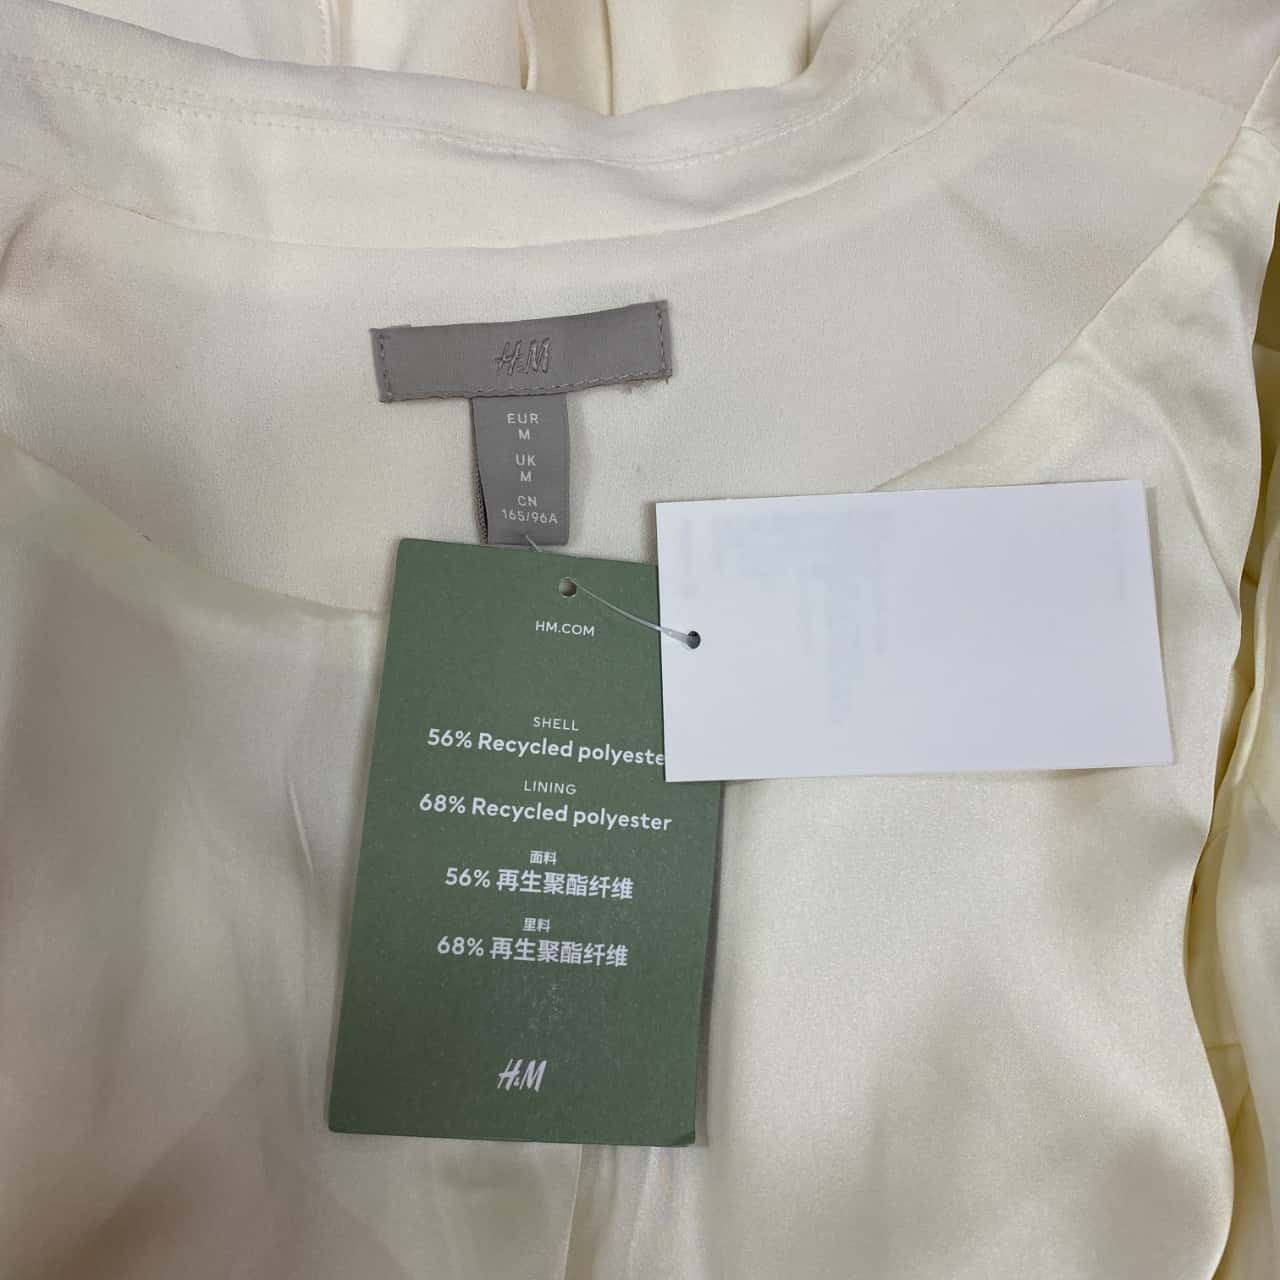 H&M
EUR
M
UK
M
CN
165/96A
HM.COM
SHELL
56% Recycled polyeste
LINING
68% Recycled polyester
面料
56% 再生聚酯纤维
里料
68% 再生聚酯纤维
H&M